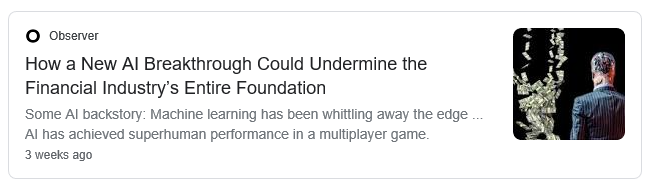 Observer
How a New AI Breakthrough Could Undermine the
Financial Industry's Entire Foundation
Some AI backstory: Machine learning has been whittling away the edge ...
AI has achieved superhuman performance in a multiplayer game.
3 weeks ago